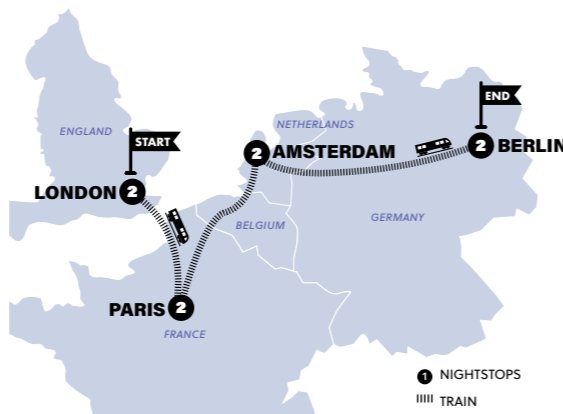 END
NETHERLANDS
ENGLAND
START
2 AMSTERDAM
2 BERLIN
LONDON 2
GERMANY
BELGIUM
PARIS 2
FRANCE
1 NIGHTSTOPS
TRAIN